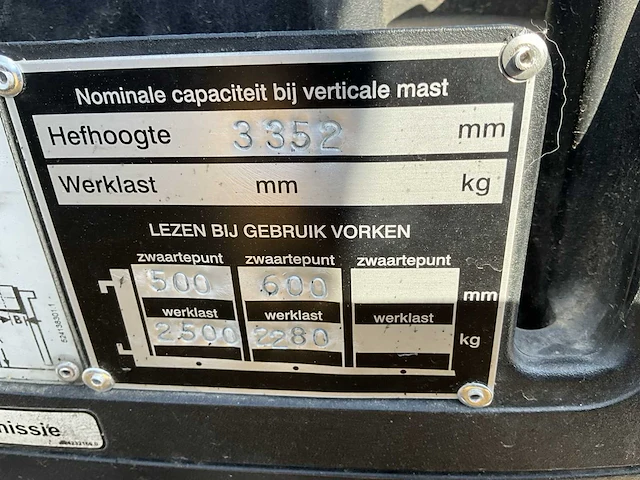 Nominale capaciteit bij verticale mast
Hefhoogte 3352 mm
Werklast mm kg
LEZEN BIJ GEBRUIK VORKEN
zwaartepunt zwaartepunt zwaartepunt
500 600 mm
werklast werklast werklast
2500 2280 kg
B
missie